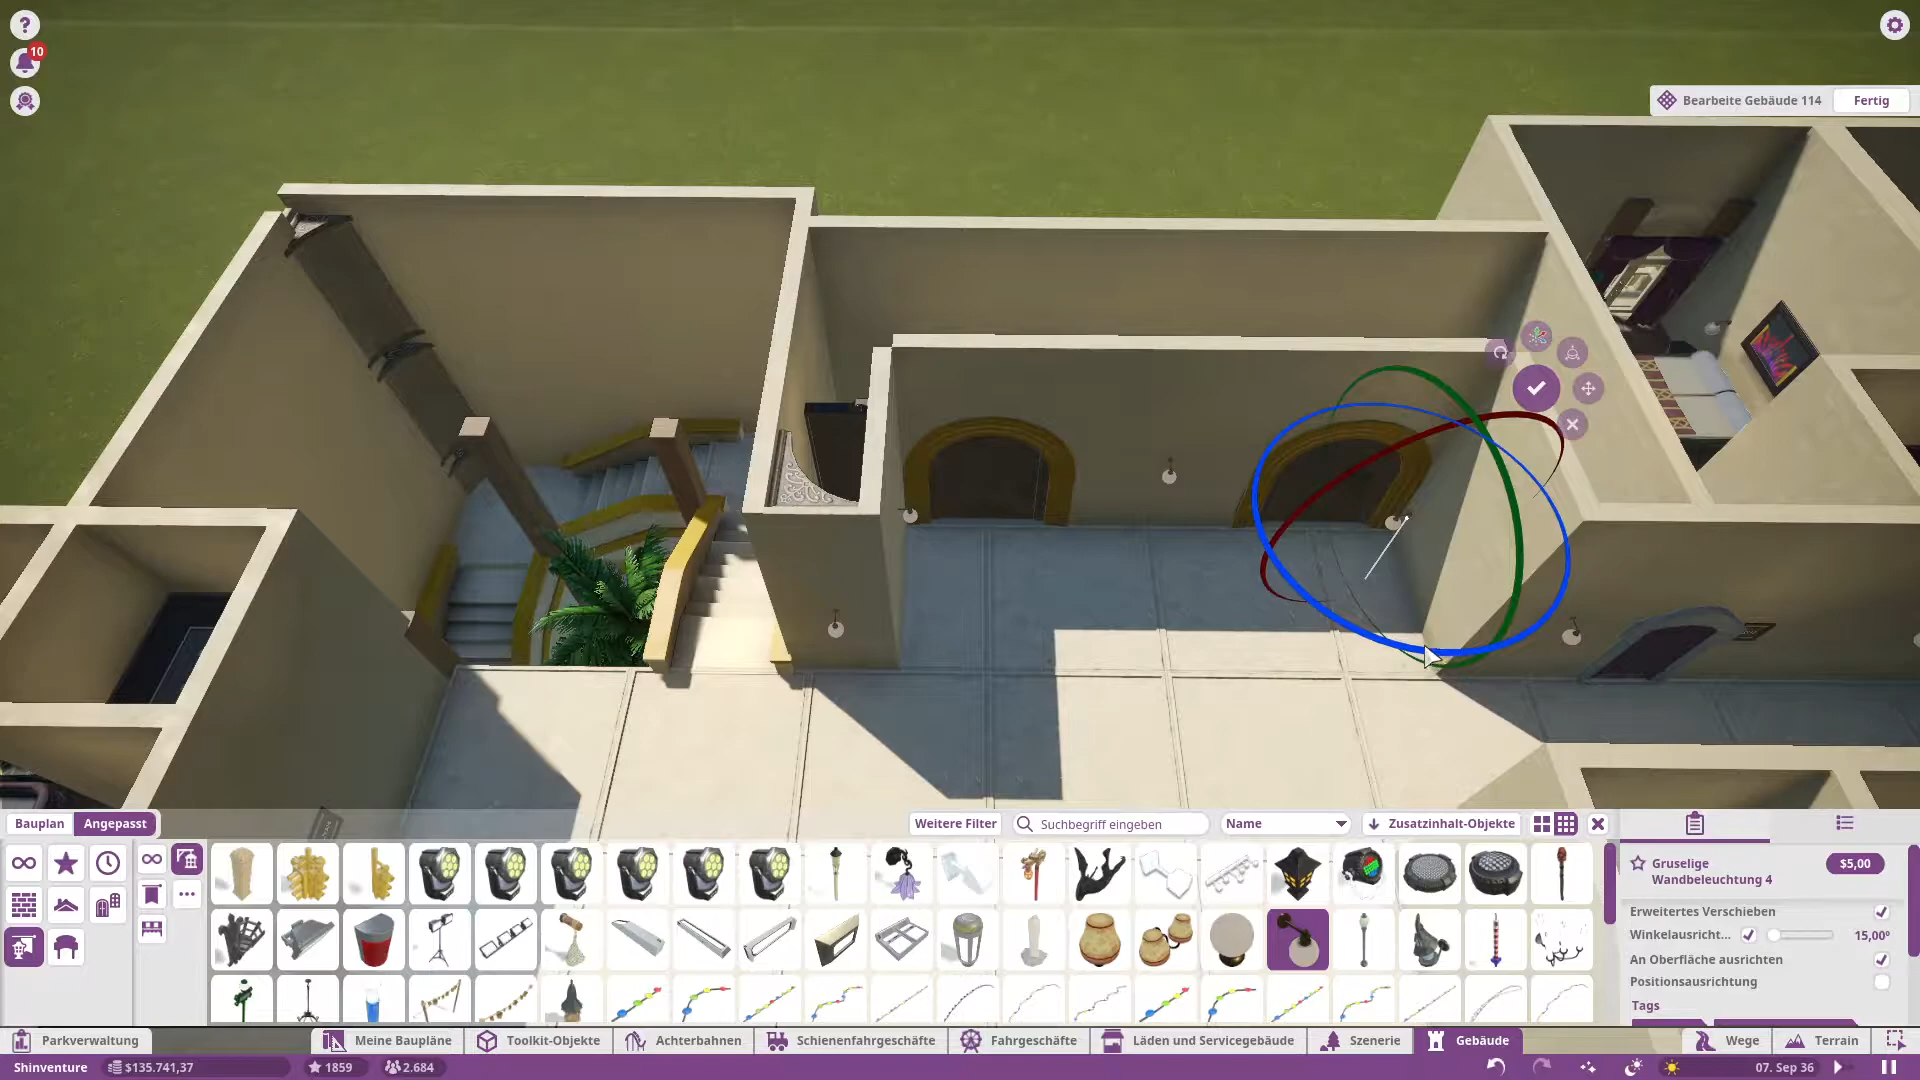 ?
10
Bearbeite Gebäude 114
Fertig
Bauplan
Angepasst
Weitere Filter
Suchbegriff eingeben
Name
Zusatzinhalt-Objekte
Gruselige
Wandbeleuchtung 4
$5,00
Erweitertes Verschieben
Winkelausricht...
15,00°
An Oberfläche ausrichten
Positionsausrichtung
Tags
Parkverwaltung
Meine Baupläne
Toolkit-Objekte
Achterbahnen
Schienenfahrgeschäfte
Fahrgeschäfte
Läden und Servicegebäude
Szenerie
Gebäude
Wege
Terrain
Shinventure
$135.741,37
1859
2.684
07. Sep 36